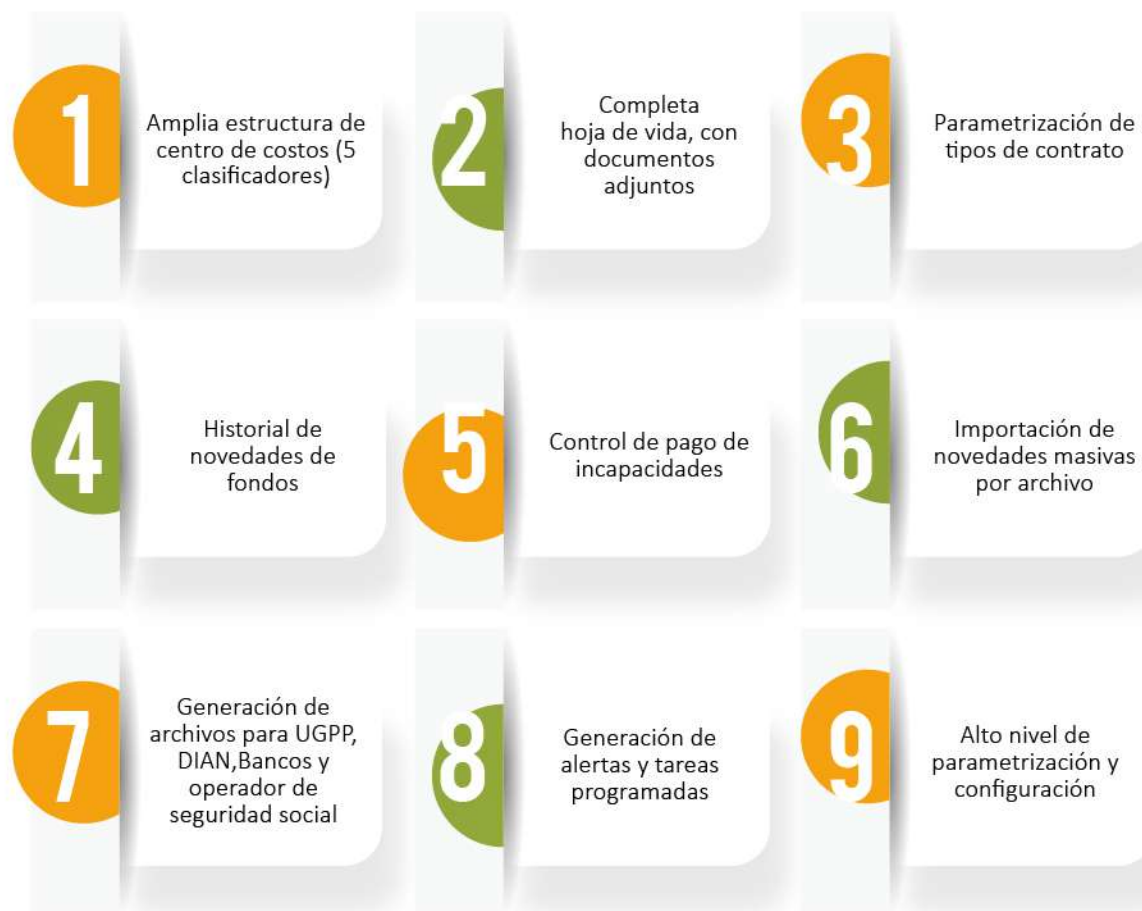 1
Amplia estructura de
centro de costos (5
clasificadores)
2
Completa
hoja de vida, con
documentos
adjuntos
3
Parametrización de
tipos de contrato
4
Historial de
novedades de
fondos
5
Control de pago de
incapacidades
6
Importación de
novedades masivas
por archivo
7
Generación de
archivos para UGPP,
DIAN,Bancos y
operador de
seguridad social
8
Generación de
alertas y tareas
programadas
9
Alto nivel de
parametrización y
configuración